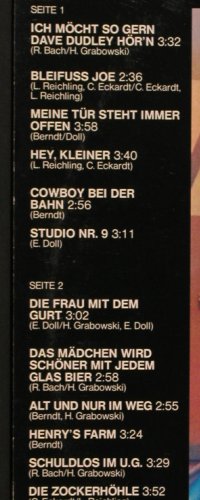 SEITE 1
ICH MÖCHT SO GERN
DAVE DUDLEY HÖR'N 3:32
(R. Bach/H. Grabowski)
BLEIFUSS JOE 2:36
(L. Reichling, C. Eckardt/C. Eckardt,
L. Reichling)
MEINE TÜR STEHT IMMER
OFFEN 3:58
(Berndt/Doll)
HEY, KLEINER 3:40
(L. Reichling, C. Eckardt)
COWBOY BEI DER
BAHN 2:56
(Berndt)
STUDIO NR. 9 3:11
(E. Doll)
SEITE 2
DIE FRAU MIT DEM
GURT 3:02
(E. Doll/H. Grabowski, E. Doll)
DAS MÄDCHEN WIRD
SCHÖNER MIT JEDEM
GLAS BIER 2:58
(R. Bach/H. Grabowski)
ALT UND NUR IM WEG 2:55
(Berndt, H. Grabowski)
HENRY'S FARM 3:24
(Berndt)
SCHULDLOS IM U.G. 3:29
(R. Bach/H. Grabowski)
DIE ZOCKERHÖHLE 3:52